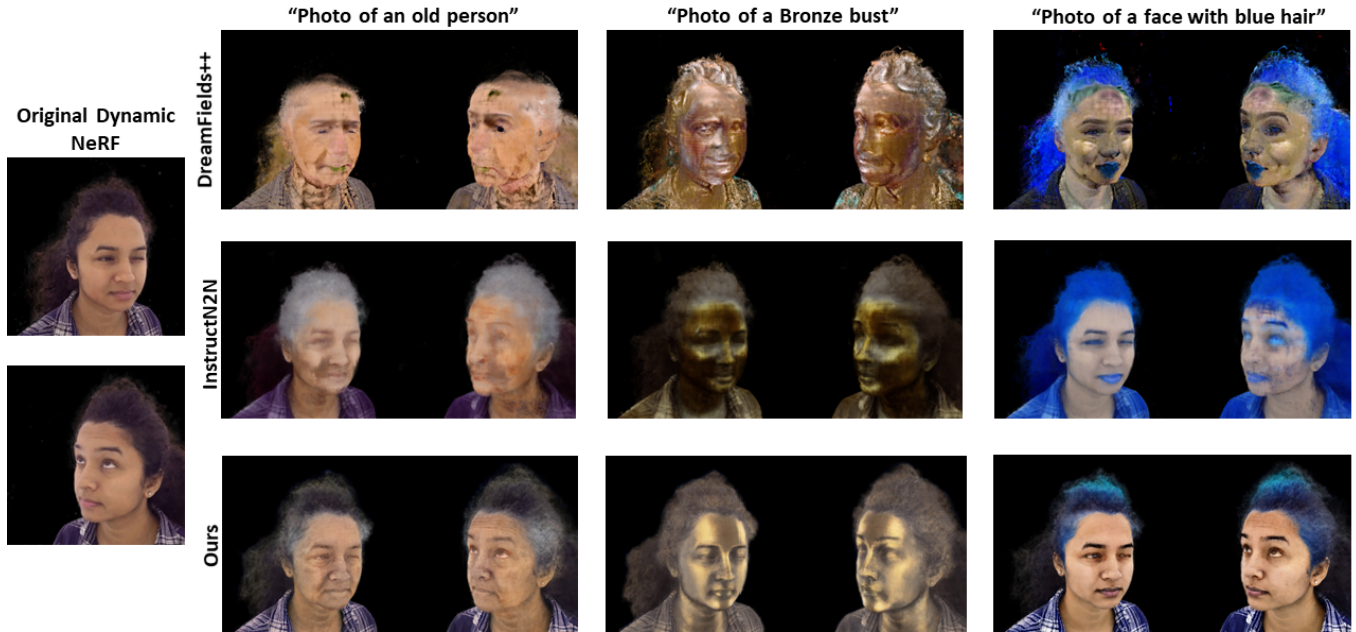 “Photo of an old person”
“Photo of a Bronze bust”
“Photo of a face with blue hair”
Original Dynamic
NeRF
DreamFields++
InstructN2N
Ours